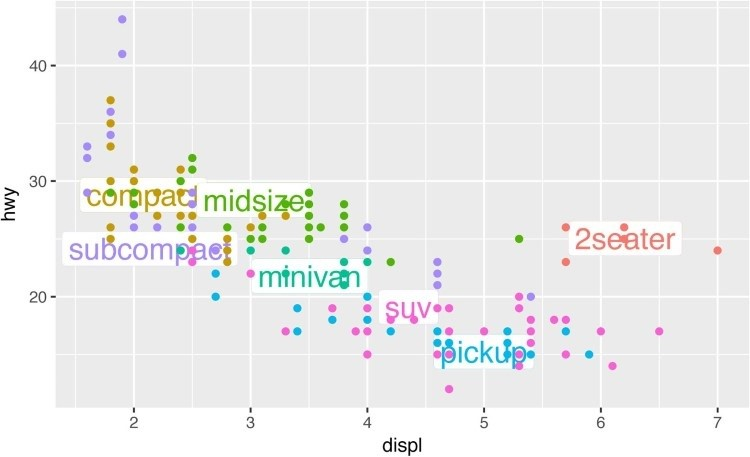 40
30
20
hwy
compact
midsize
subcompact
2seater
minivan
suv
pickup
2
3
4
5
6
7
displ